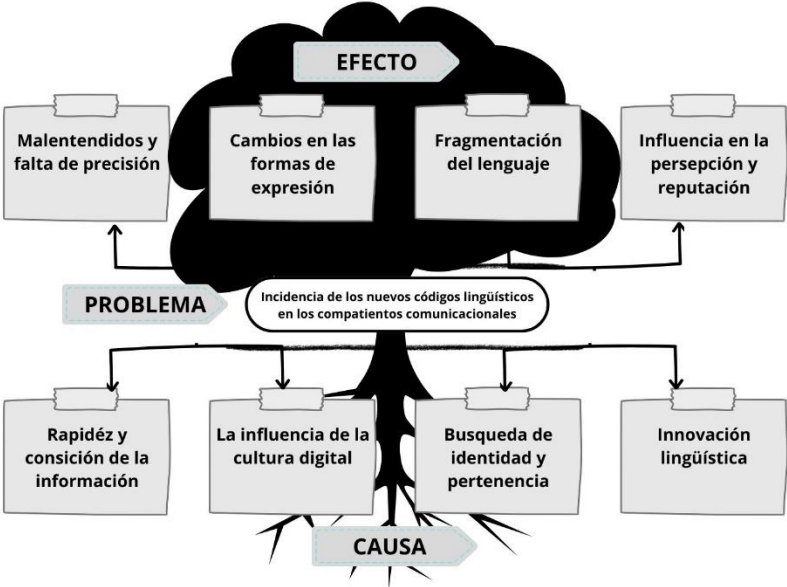 EFECTO
Malentendidos y
falta de precisión
Cambios en las
formas de
expresión
Fragmentación
del lenguaje
Influencia en la
persepción y
reputación
PROBLEMA
Incidencia de los nuevos códigos lingüísticos
en los compatientos comunicacionales
Rapidéz y
consición de la
información
La influencia de la
cultura digital
Busqueda de
identidad y
pertenencia
Innovación
lingüística
CAUSA